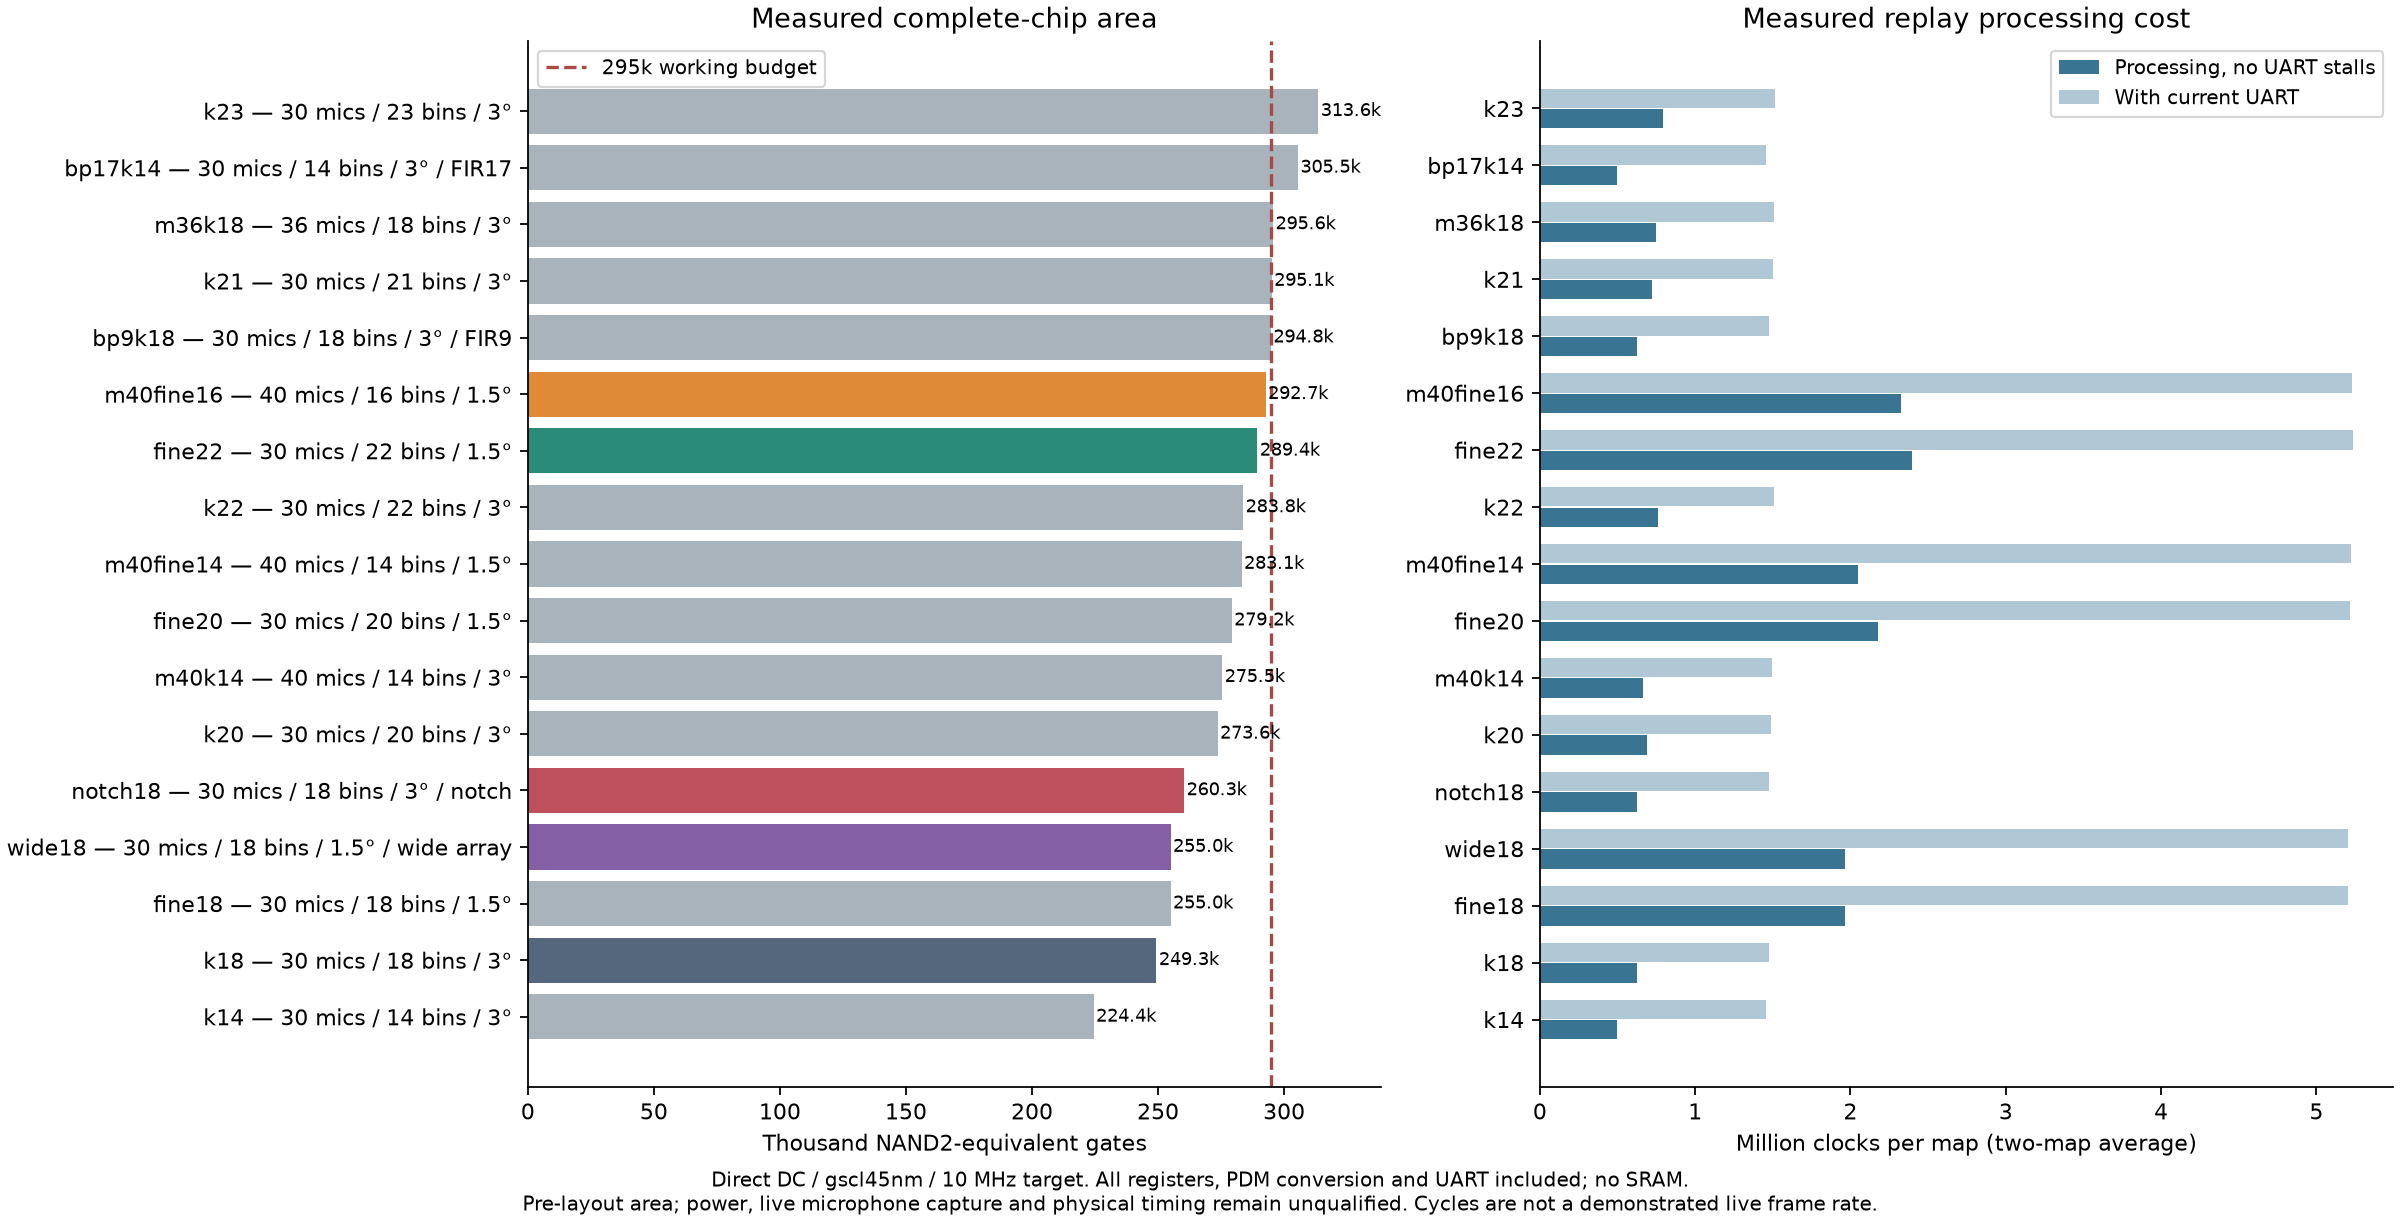 Measured complete-chip area
295k working budget
k23 — 30 mics / 23 bins / 3°
313.6k
bp17k14 — 30 mics / 14 bins / 3° / FIR17
305.5k
m36k18 — 36 mics / 18 bins / 3°
295.6k
k21 — 30 mics / 21 bins / 3°
295.1k
bp9k18 — 30 mics / 18 bins / 3° / FIR9
294.8k
m40fine16 — 40 mics / 16 bins / 1.5°
292.7k
fine22 — 30 mics / 22 bins / 1.5°
289.4k
k22 — 30 mics / 22 bins / 3°
283.8k
m40fine14 — 40 mics / 14 bins / 1.5°
283.1k
fine20 — 30 mics / 20 bins / 1.5°
279.2k
m40k14 — 40 mics / 14 bins / 3°
275.5k
k20 — 30 mics / 20 bins / 3°
273.6k
notch18 — 30 mics / 18 bins / 3° / notch
260.3k
wide18 — 30 mics / 18 bins / 1.5° / wide array
255.0k
fine18 — 30 mics / 18 bins / 1.5°
255.0k
k18 — 30 mics / 18 bins / 3°
249.3k
k14 — 30 mics / 14 bins / 3°
224.4k
0 50 100 150 200 250 300
Thousand NAND2-equivalent gates
Measured replay processing cost
Processing, no UART stalls
With current UART
k23
bp17k14
m36k18
k21
bp9k18
m40fine16
fine22
k22
m40fine14
fine20
m40k14
k20
notch18
wide18
fine18
k18
k14
0 1 2 3 4 5
Million clocks per map (two-map average)
Direct DC / gscl45nm / 10 MHz target. All registers, PDM conversion and UART included; no SRAM.
Pre-layout area; power, live microphone capture and physical timing remain unqualified. Cycles are not a demonstrated live frame rate.